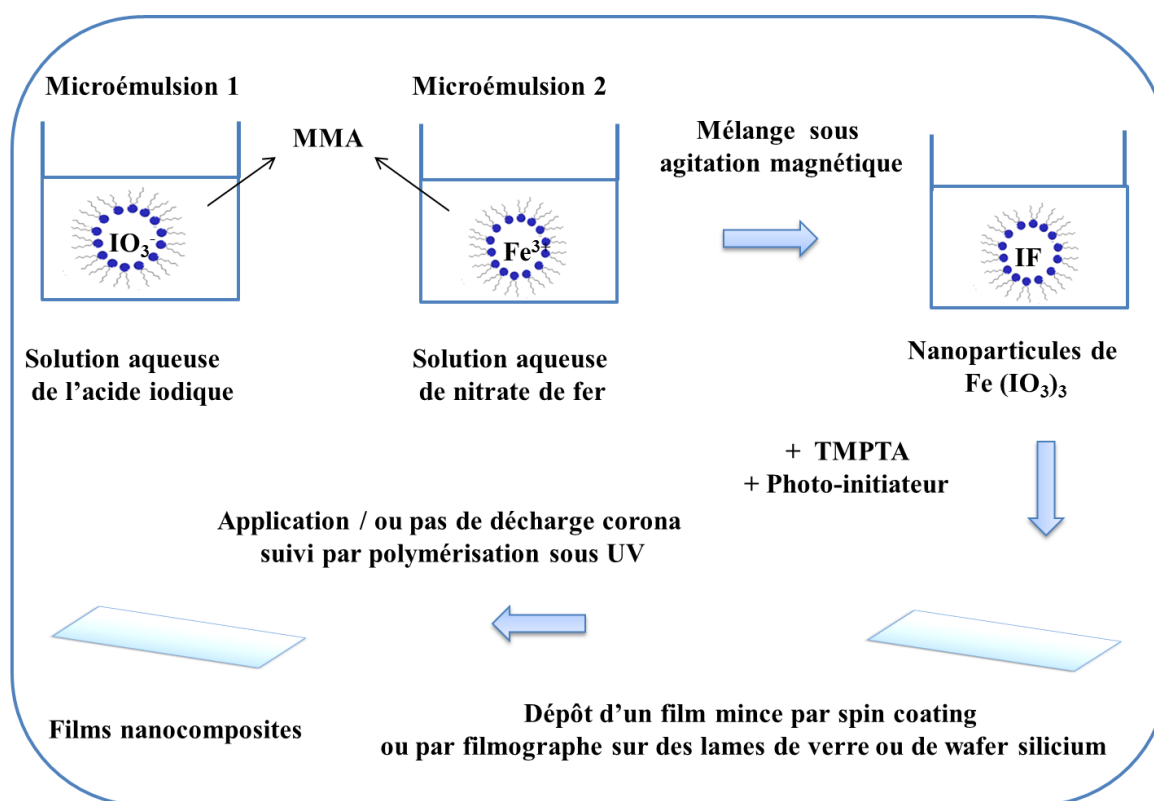 Microémulsion 1
Microémulsion 2
MMA
Mélange sous
agitation magnétique
IO₃⁻
Fe³⁺
IF
Solution aqueuse
de l’acide iodique
Solution aqueuse
de nitrate de fer
Nanoparticules de
Fe (IO₃)₃
+ TMPTA
+ Photo-initiateur
Application / ou pas de décharge corona
suivi par polymérisation sous UV
Films nanocomposites
Dépôt d’un film mince par spin coating
ou par filmographe sur des lames de verre ou de wafer silicium